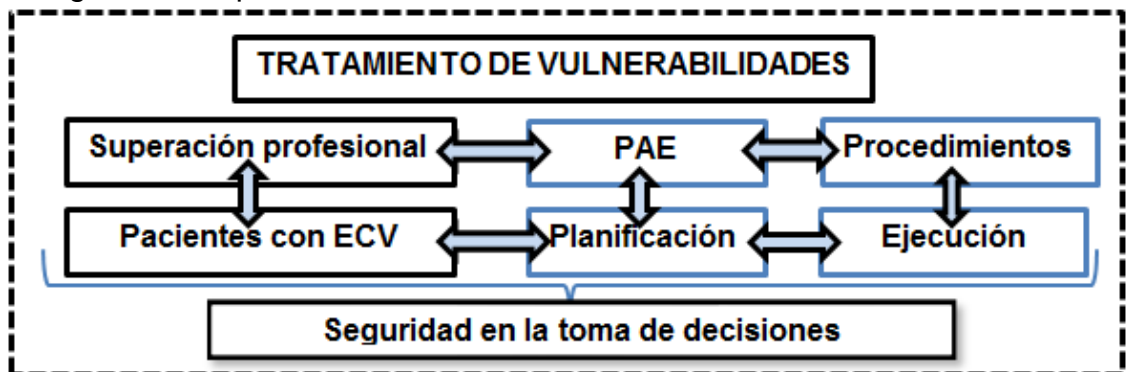 TRATAMIENTO DE VULNERABILIDADES
Superación profesional
PAE
Procedimientos
Pacientes con ECV
Planificación
Ejecución
Seguridad en la toma de decisiones